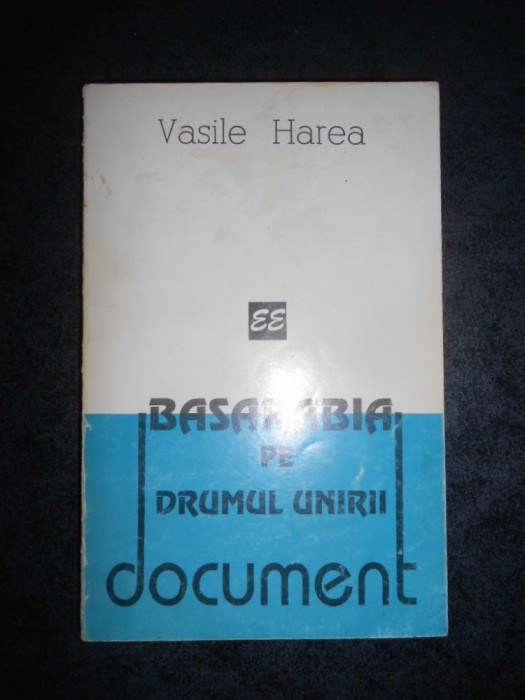 Vasile Harea
EE
BASARABIA
PE
DRUMUL UNIRII
document